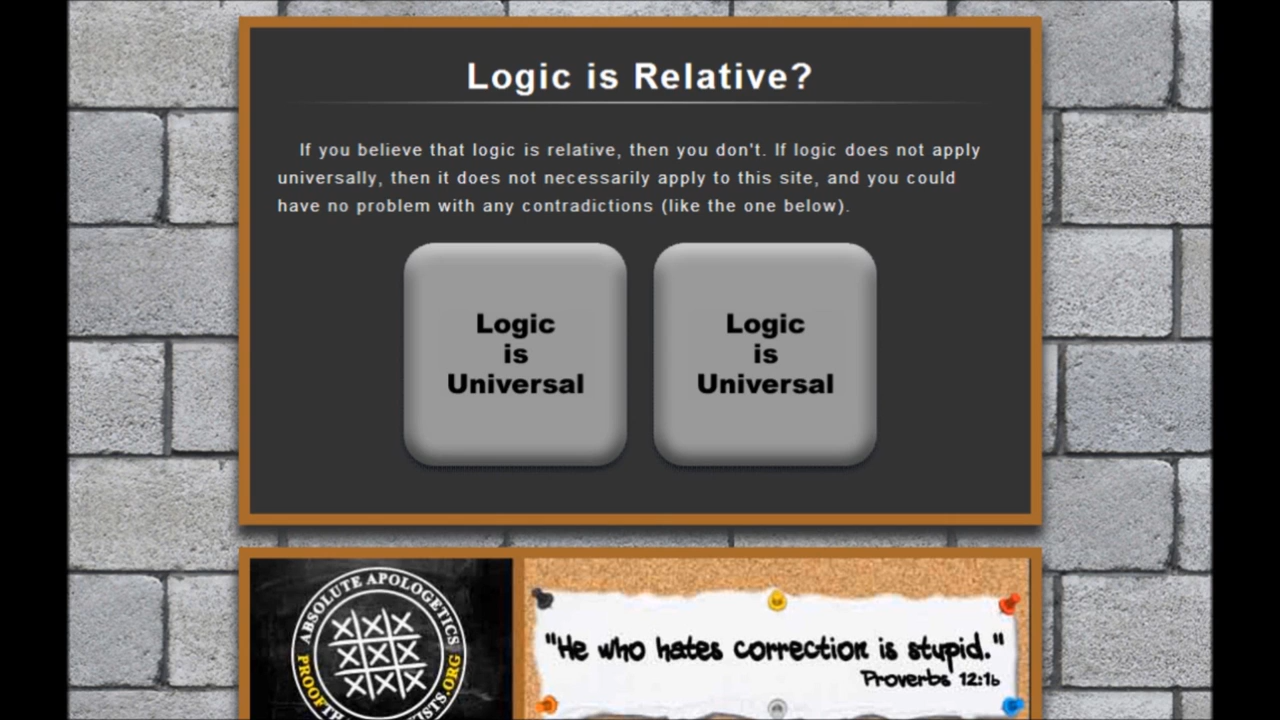 Logic is Relative?
If you believe that logic is relative, then you don't. If logic does not apply
universally, then it does not necessarily apply to this site, and you could
have no problem with any contradictions (like the one below).
Logic
is
Universal
Logic
is
Universal
ABSOLUTE APOLOGETICS
"He who hates correction is stupid."
Proverbs 12:1b